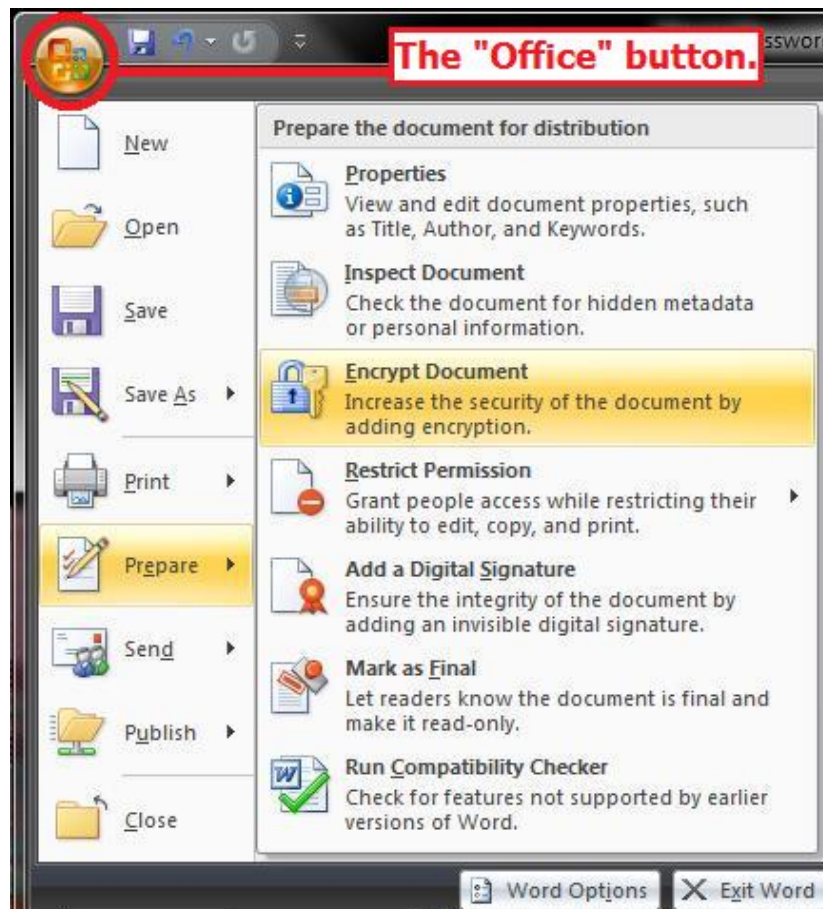 The "Office" button.
New
Open
Save
Save As
Print
Prepare
Send
Publish
Close
Prepare the document for distribution
Properties
View and edit document properties, such
as Title, Author, and Keywords.
Inspect Document
Check the document for hidden metadata
or personal information.
Encrypt Document
Increase the security of the document by
adding encryption.
Restrict Permission
Grant people access while restricting their
ability to edit, copy, and print.
Add a Digital Signature
Ensure the integrity of the document by
adding an invisible digital signature.
Mark as Final
Let readers know the document is final and
make it read-only.
Run Compatibility Checker
Check for features not supported by earlier
versions of Word.
Word Options
Exit Word